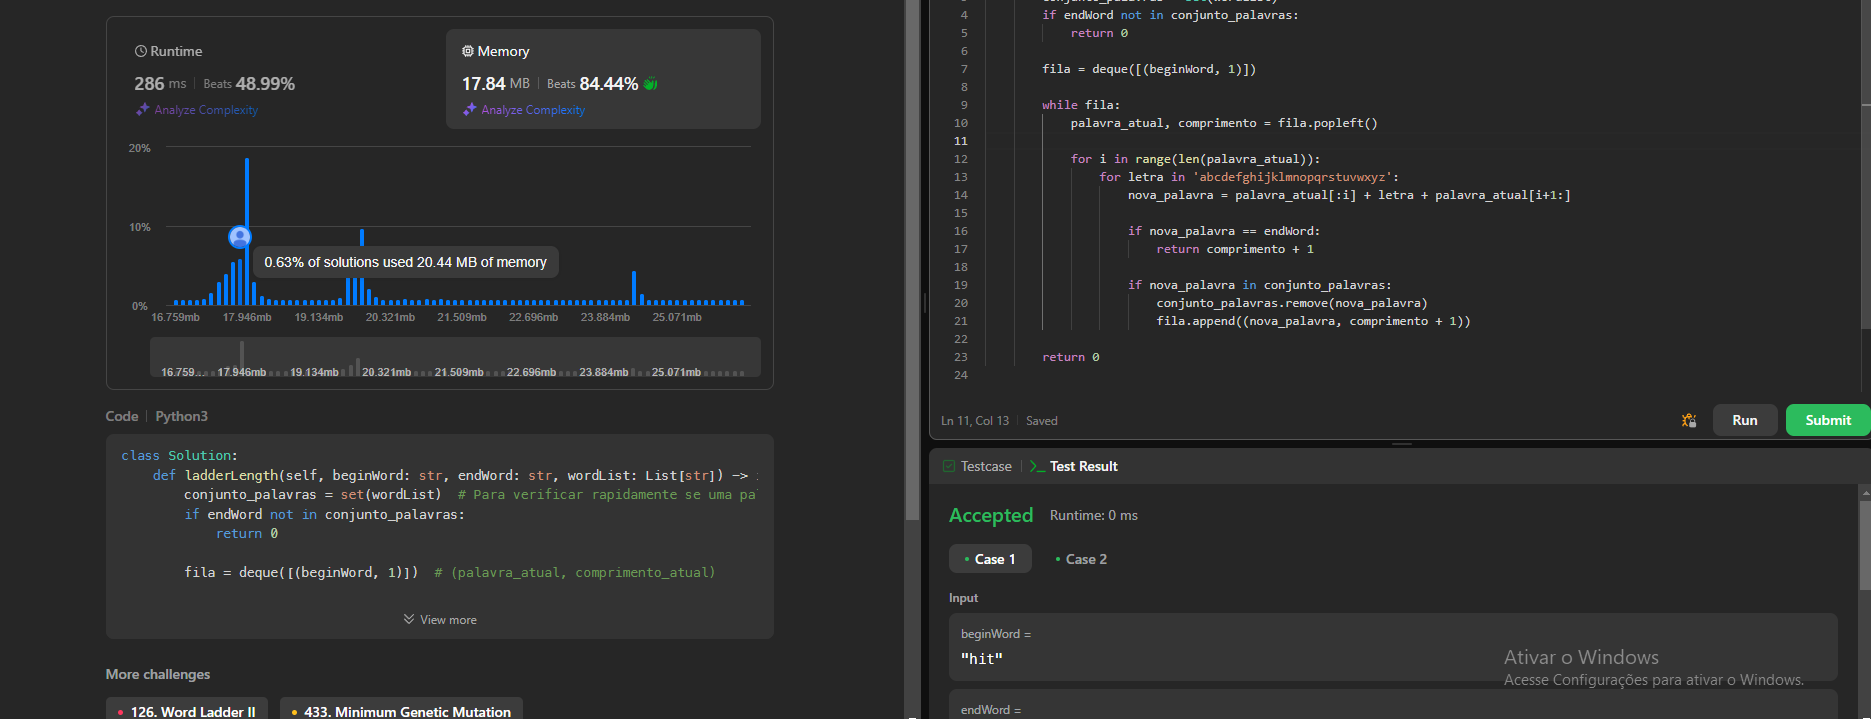 Runtime
286 ms | Beats 48.99%
Analyze Complexity
Memory
17.84 MB | Beats 84.44%
Analyze Complexity
20%
10%
0%
0.63% of solutions used 20.44 MB of memory
16.759mb 17.946mb 19.134mb 20.321mb 21.509mb 22.696mb 23.884mb 25.071mb
16.759... 17.946mb 19.134mb 20.321mb 21.509mb 22.696mb 23.884mb 25.071mb
Code | Python3
class Solution:
    def ladderLength(self, beginWord: str, endWord: str, wordList: List[str]) ->
        conjunto_palavras = set(wordList)  # Para verificar rapidamente se uma pa
        if endWord not in conjunto_palavras:
            return 0
        fila = deque([(beginWord, 1)])  # (palavra_atual, comprimento_atual)
View more
More challenges
126. Word Ladder II
433. Minimum Genetic Mutation
4 if endWord not in conjunto_palavras:
5     return 0
6
7 fila = deque([(beginWord, 1)])
8
9 while fila:
10     palavra_atual, comprimento = fila.popleft()
11
12     for i in range(len(palavra_atual)):
13         for letra in 'abcdefghijklmnopqrstuvwxyz':
14             nova_palavra = palavra_atual[:i] + letra + palavra_atual[i+1:]
15
16             if nova_palavra == endWord:
17                 return comprimento + 1
18
19             if nova_palavra in conjunto_palavras:
20                 conjunto_palavras.remove(nova_palavra)
21                 fila.append((nova_palavra, comprimento + 1))
22
23 return 0
24
Ln 11, Col 13 | Saved
Run
Submit
Testcase | >_ Test Result
Accepted Runtime: 0 ms
• Case 1 • Case 2
Input
beginWord =
"hit"
endWord =
Ativar o Windows
Acesse Configurações para ativar o Windows.